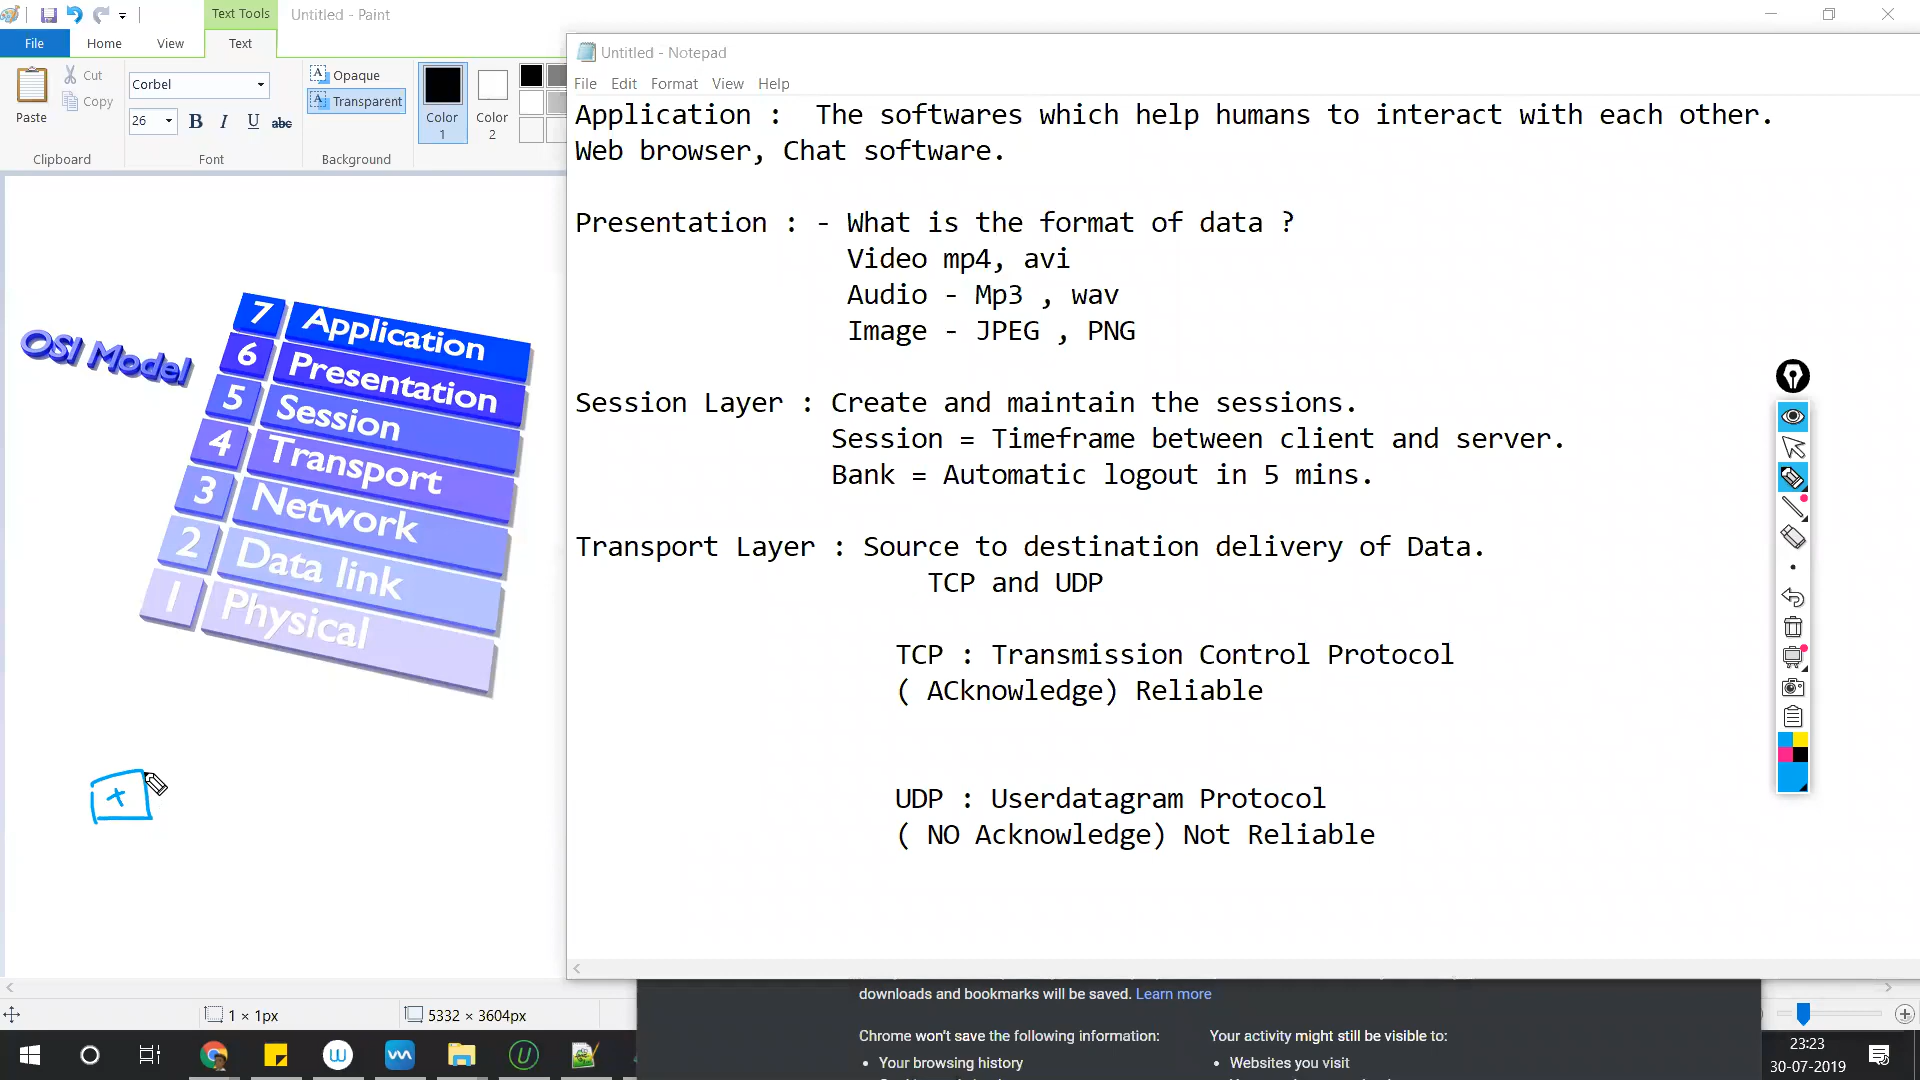 Text Tools
Untitled - Paint
File
Home
View
Text
Paste
Cut
Copy
Clipboard
Corbel
26
B
I
U
abc
Font
Opaque
Transparent
Background
Color
1
Color
2
OSI Model
7 Application
6 Presentation
5 Session
4 Transport
3 Network
2 Data link
1 Physical
1 × 1px
5332 × 3604px
Untitled - Notepad
File Edit Format View Help
Application : The softwares which help humans to interact with each other.
Web browser, Chat software.
Presentation : - What is the format of data ?
Video mp4, avi
Audio - Mp3 , wav
Image - JPEG , PNG
Session Layer : Create and maintain the sessions.
Session = Timeframe between client and server.
Bank = Automatic logout in 5 mins.
Transport Layer : Source to destination delivery of Data.
TCP and UDP
TCP : Transmission Control Protocol
( ACknowledge) Reliable
UDP : Userdatagram Protocol
( NO Acknowledge) Not Reliable
downloads and bookmarks will be saved. Learn more
Chrome won't save the following information:
• Your browsing history
Your activity might still be visible to:
• Websites you visit
23:23
30-07-2019